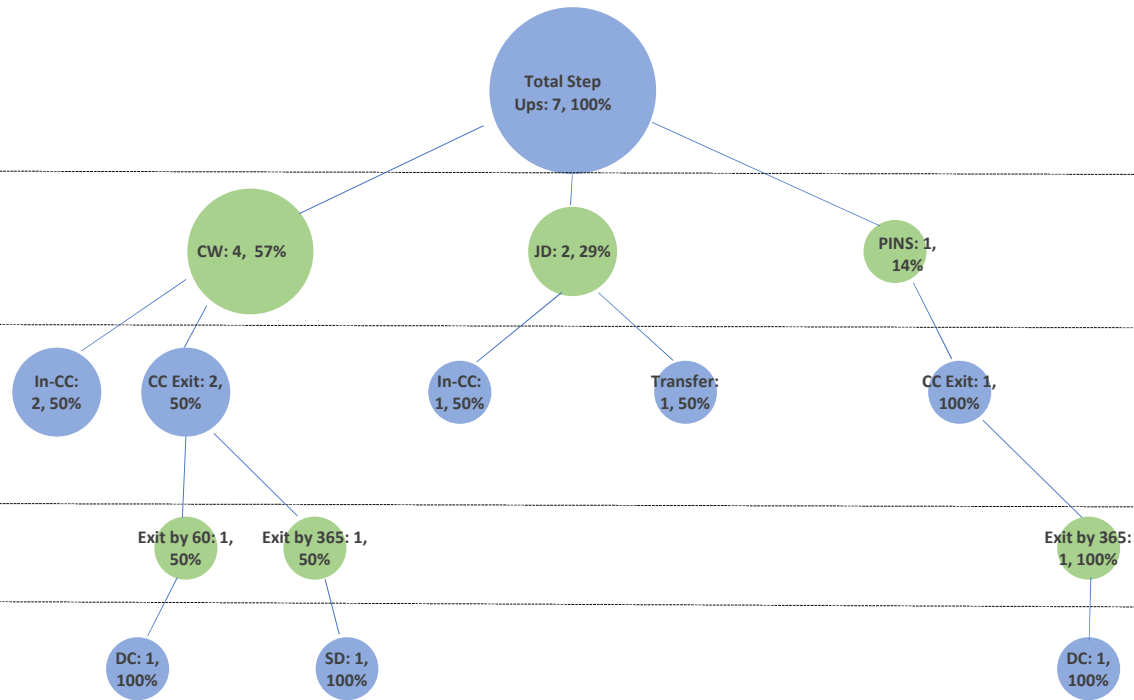 Total Step
Ups: 7, 100%
CW: 4, 57%
JD: 2, 29%
PINS: 1,
14%
In-CC:
2, 50%
CC Exit: 2,
50%
In-CC:
1, 50%
Transfer:
1, 50%
CC Exit: 1,
100%
Exit by 60: 1,
50%
Exit by 365: 1,
50%
Exit by 365:
1, 100%
DC: 1,
100%
SD: 1,
100%
DC: 1,
100%